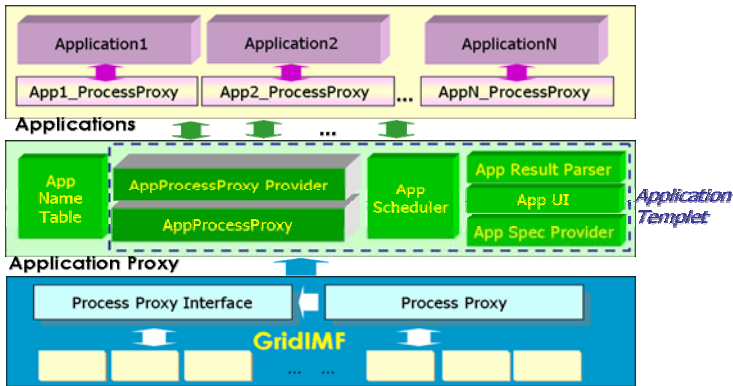 Application1
Application2
ApplicationN
App1_ProcessProxy
App2_ProcessProxy
...
AppN_ProcessProxy
Applications
...
App
Name
Table
AppProcessProxy Provider
AppProcessProxy
App
Scheduler
App Result Parser
App UI
App Spec Provider
Application
Templet
Application Proxy
Process Proxy Interface
Process Proxy
GridIMF
... ...